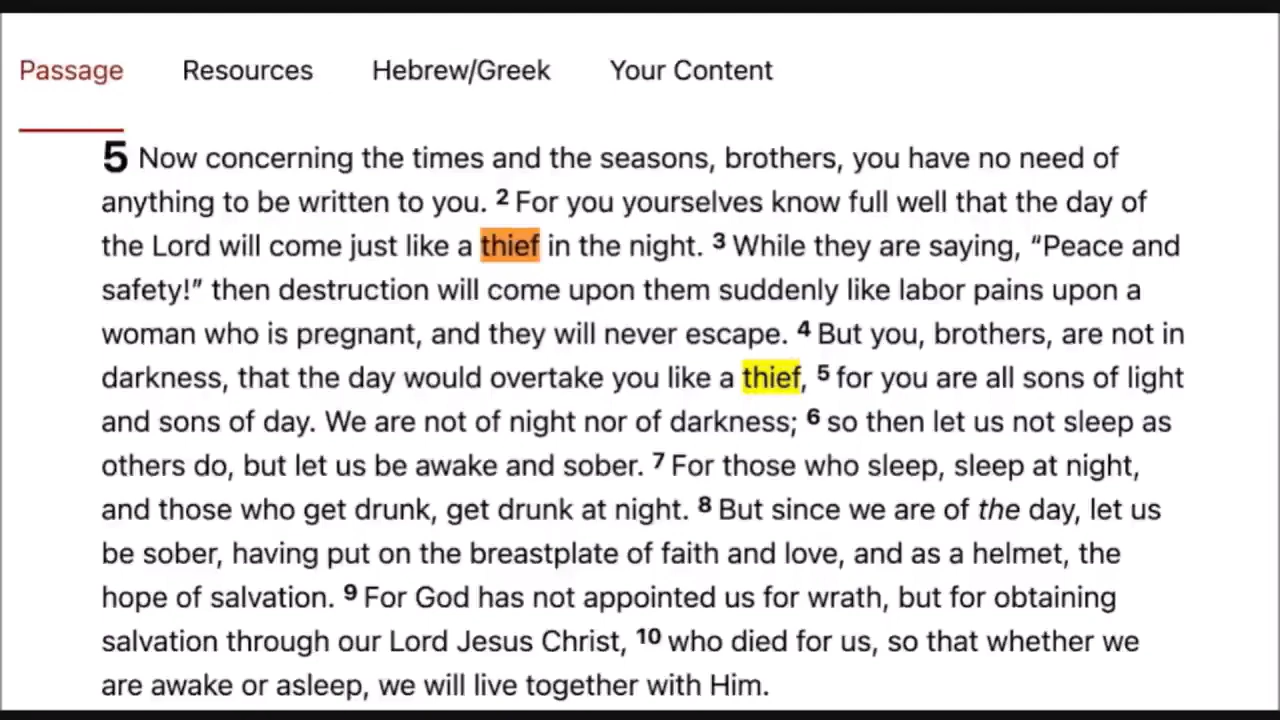 Passage Resources Hebrew/Greek Your Content
5 Now concerning the times and the seasons, brothers, you have no need of
anything to be written to you. 2 For you yourselves know full well that the day of
the Lord will come just like a thief in the night. 3 While they are saying, “Peace and
safety!” then destruction will come upon them suddenly like labor pains upon a
woman who is pregnant, and they will never escape. 4 But you, brothers, are not in
darkness, that the day would overtake you like a thief, 5 for you are all sons of light
and sons of day. We are not of night nor of darkness; 6 so then let us not sleep as
others do, but let us be awake and sober. 7 For those who sleep, sleep at night,
and those who get drunk, get drunk at night. 8 But since we are of the day, let us
be sober, having put on the breastplate of faith and love, and as a helmet, the
hope of salvation. 9 For God has not appointed us for wrath, but for obtaining
salvation through our Lord Jesus Christ, 10 who died for us, so that whether we
are awake or asleep, we will live together with Him.